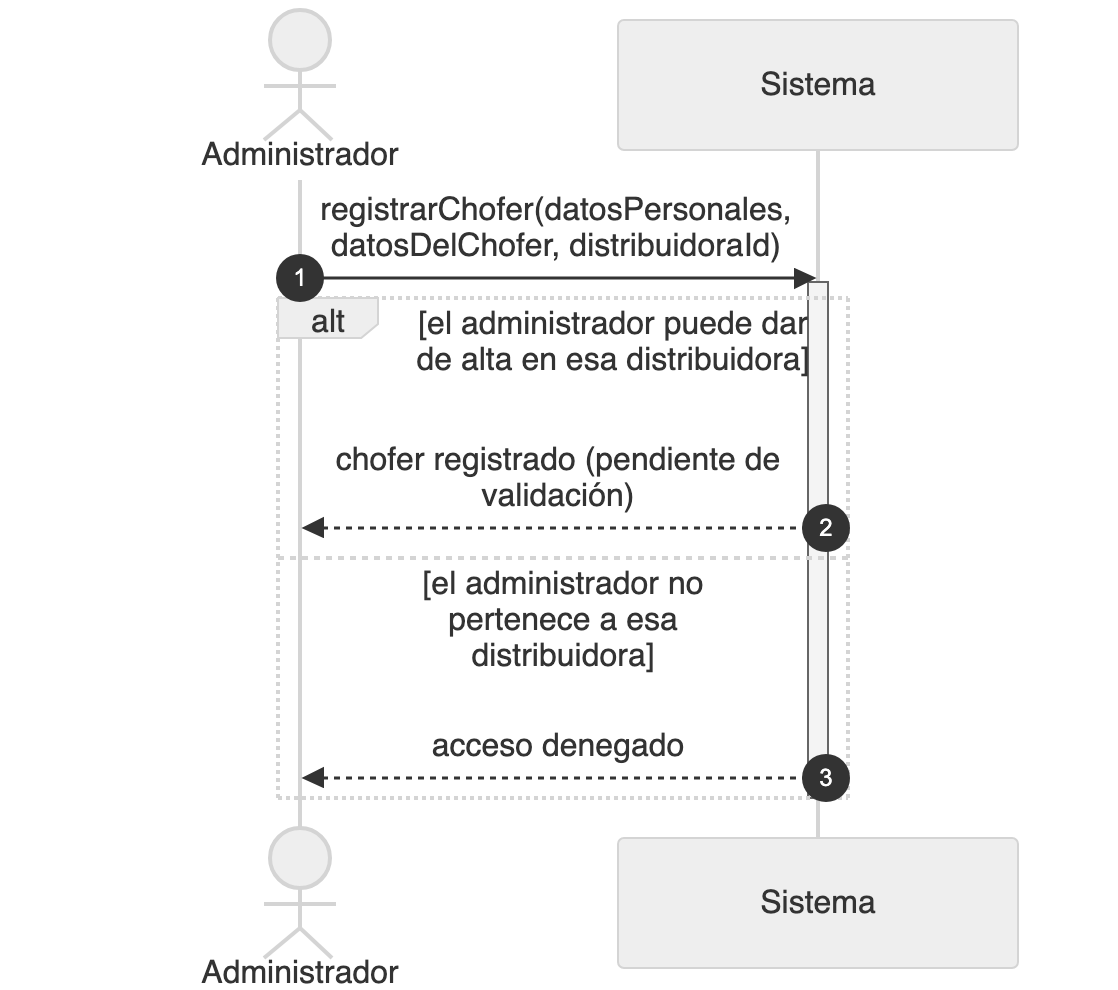 Sistema
Administrador
registrarChofer(datosPersonales,
datosDelChofer, distribuidoraId)
1
alt
[el administrador puede dar
de alta en esa distribuidora]
chofer registrado (pendiente de
validación)
2
[el administrador no
pertenece a esa
distribuidora]
acceso denegado
3
Sistema
Administrador